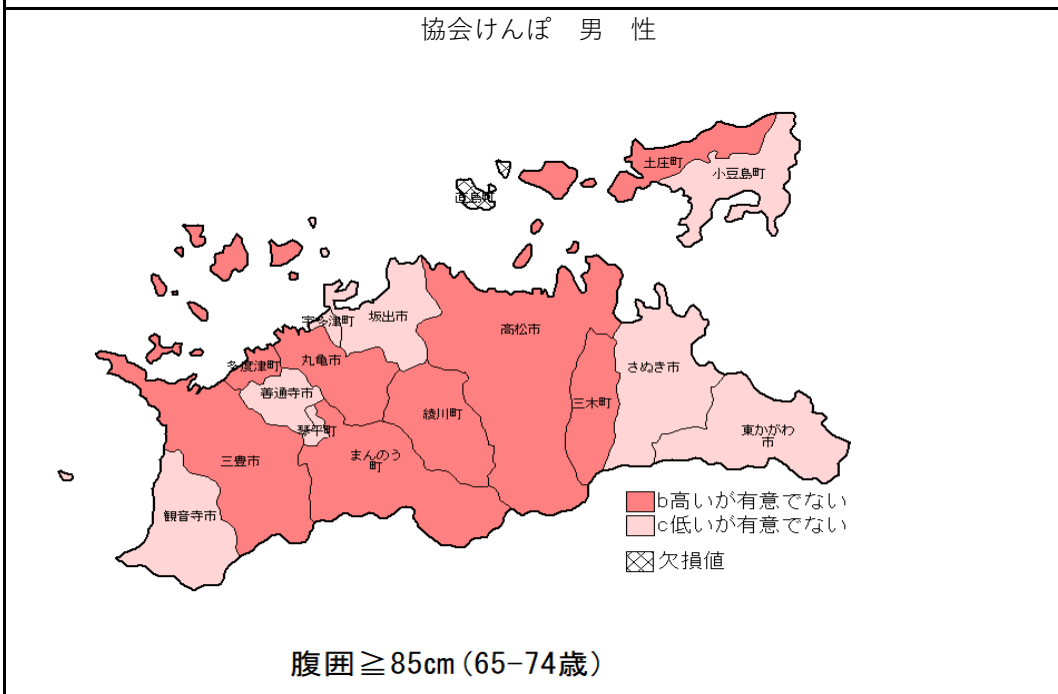 協会けんぽ 男 性
土庄町
小豆島町
直島町
宇多津町
坂出市
高松市
多度津町
丸亀市
さぬき市
善通寺市
三木町
綾川町
琴平町
東かがわ
市
まんのう
町
三豊市
観音寺市
b高いが有意でない
c低いが有意でない
欠損値
腹囲≧85cm(65-74歳)